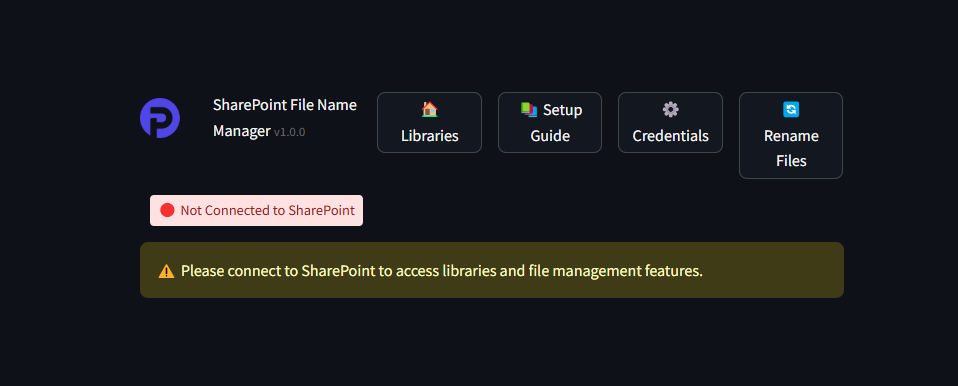 SharePoint File Name
Manager v1.0.0
Libraries
Setup
Guide
Credentials
Rename
Files
Not Connected to SharePoint
Please connect to SharePoint to access libraries and file management features.